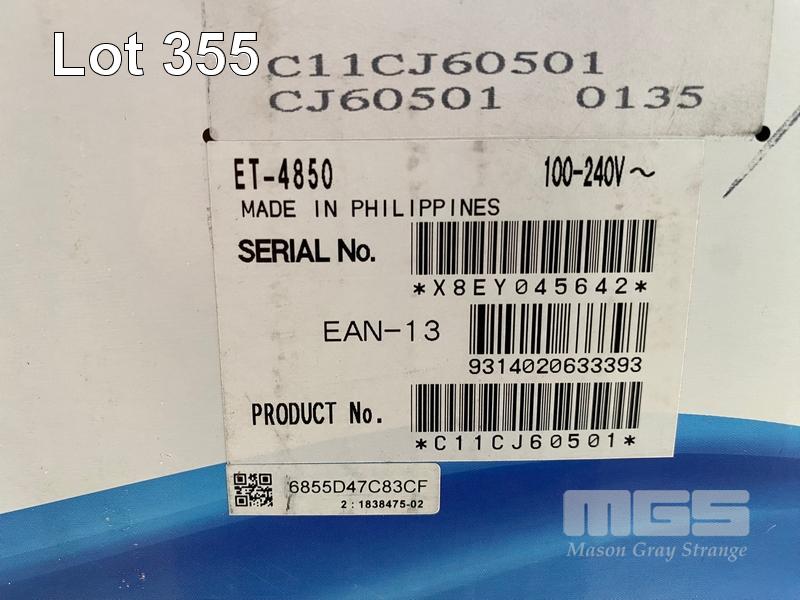 Lot 355
C11CJ60501
CJ60501 0135
ET-4850 100-240V～
MADE IN PHILIPPINES
SERIAL No.
*X8EY045642*
EAN-13
9314020633393
PRODUCT No.
*C11CJ60501*
6855D47C83CF
2 : 1838475-02
MGS
Mason Gray Strange